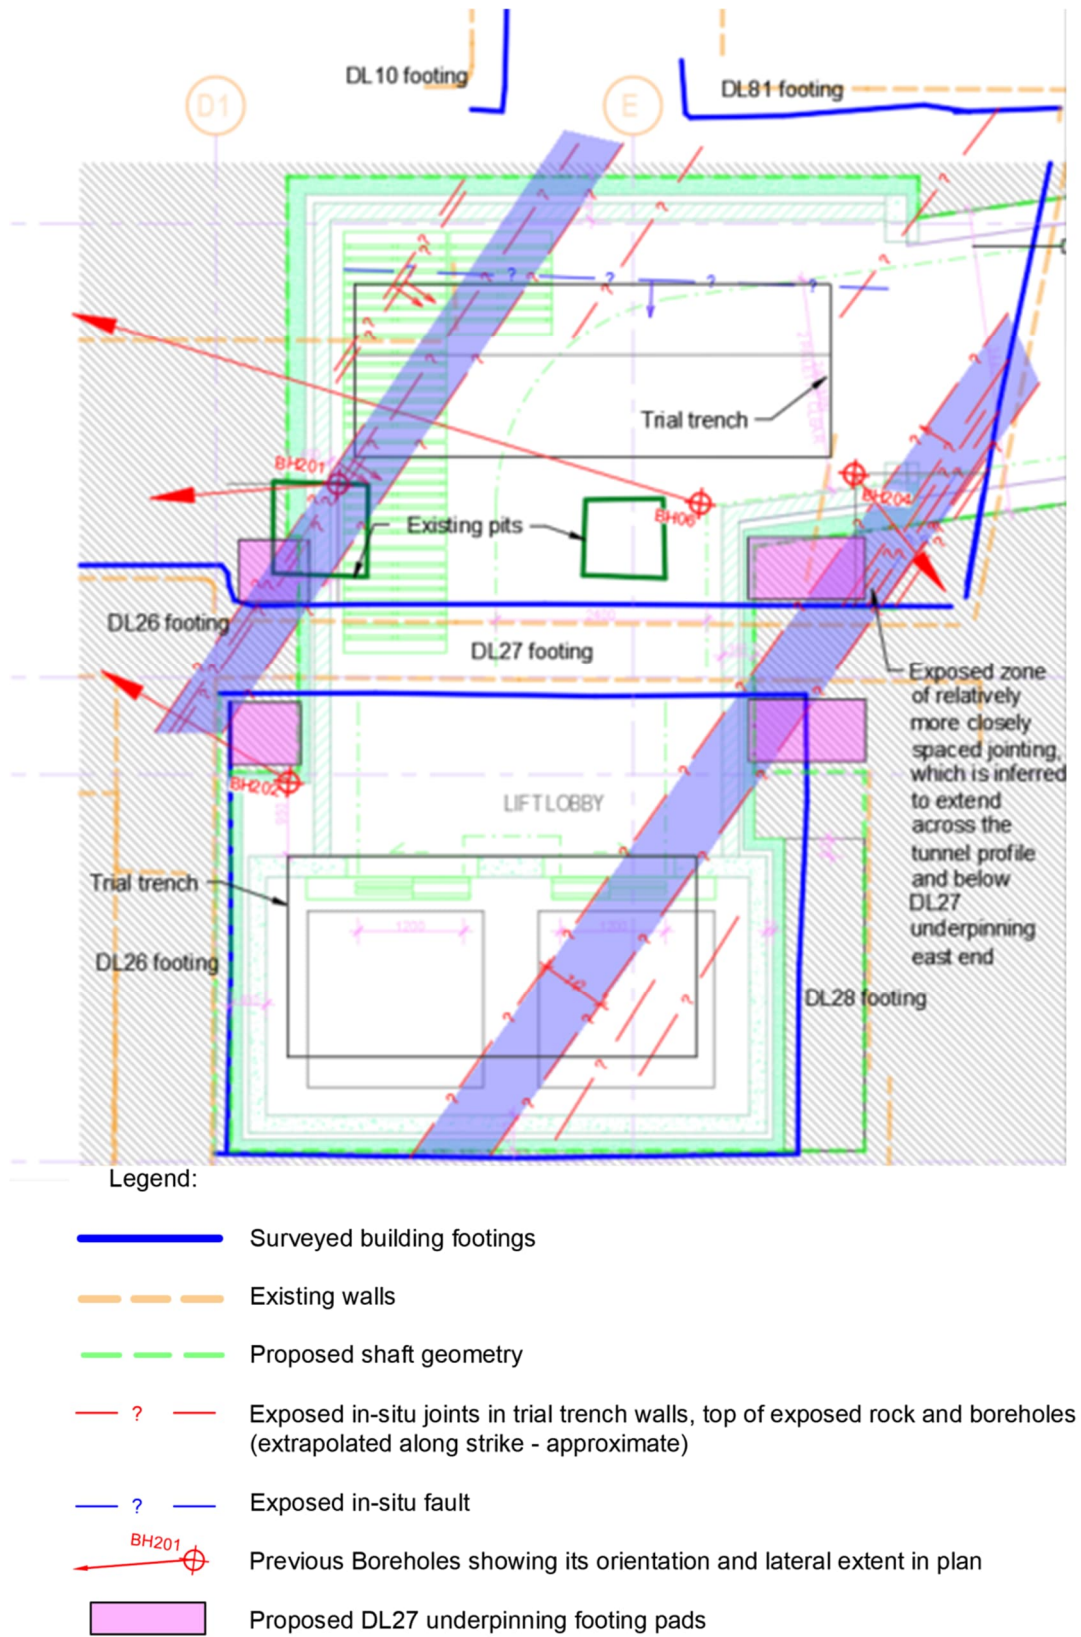 DL10 footing
DL81 footing
D1
E
Trial trench
BH201
BH204
BH06
Existing pits
DL26 footing
DL27 footing
Exposed zone
of relatively
more closely
spaced jointing,
which is inferred
to extend
across the
tunnel profile
and below
DL27
underpinning
east end
BH202
LIFT LOBBY
Trial trench
1200
1200
DL26 footing
DL28 footing
Legend:
Surveyed building footings
Existing walls
Proposed shaft geometry
?
Exposed in-situ joints in trial trench walls, top of exposed rock and boreholes
(extrapolated along strike - approximate)
?
Exposed in-situ fault
BH201
Previous Boreholes showing its orientation and lateral extent in plan
Proposed DL27 underpinning footing pads